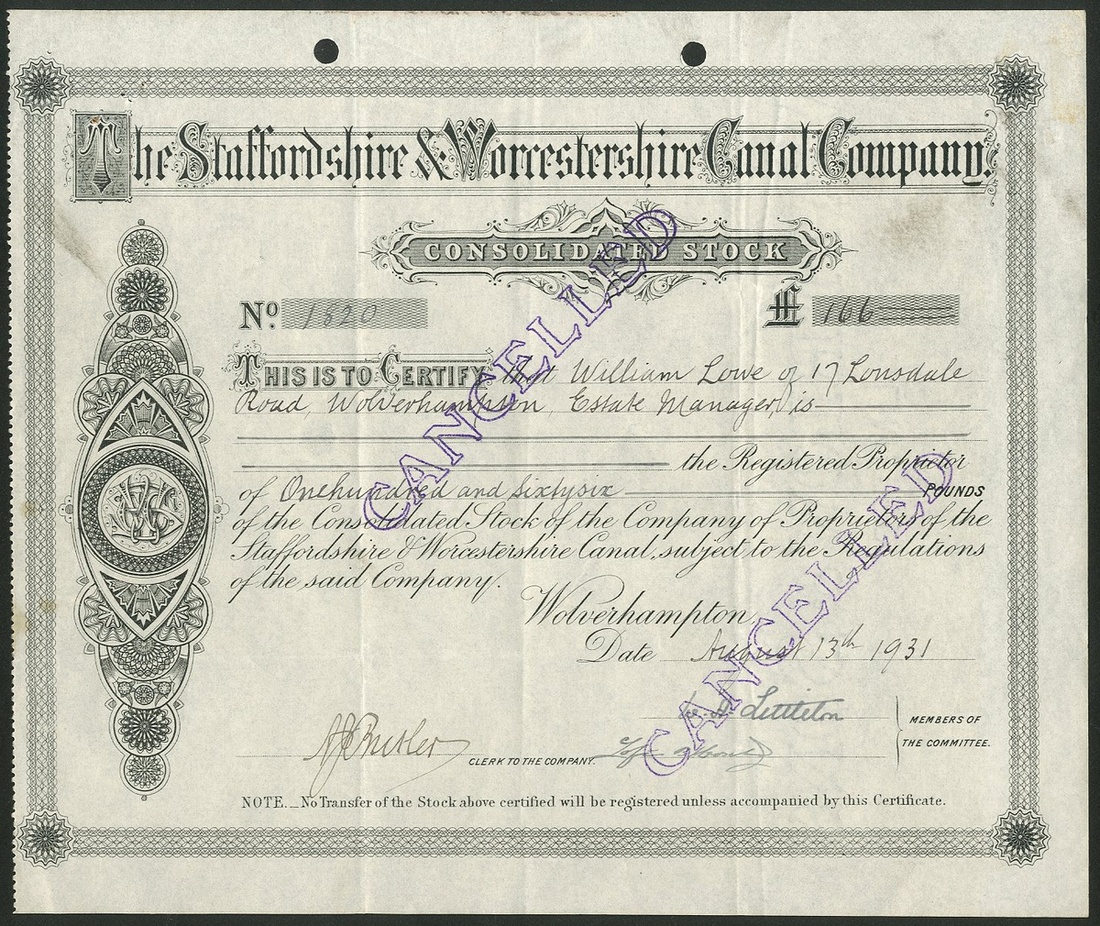 The Staffordshire & Worcestershire Canal Company.
CONSOLIDATED STOCK
No. 1820 £ 166
THIS IS TO CERTIFY that William Lowe of 17 Lonsdale
Road, Wolverhampton, Estate Manager, is
the Registered Proprietor
of One hundred and Sixtysix POUNDS
of the Consolidated Stock of the Company of Proprietors of the
Staffordshire & Worcestershire Canal, subject to the Regulations
of the said Company.
Wolverhampton,
Date August 13th 1931
Littleton
MEMBERS OF
THE COMMITTEE.
CLERK TO THE COMPANY.
NOTE._No Transfer of the Stock above certified will be registered unless accompanied by this Certificate.
CANCELLED
CANCELLED